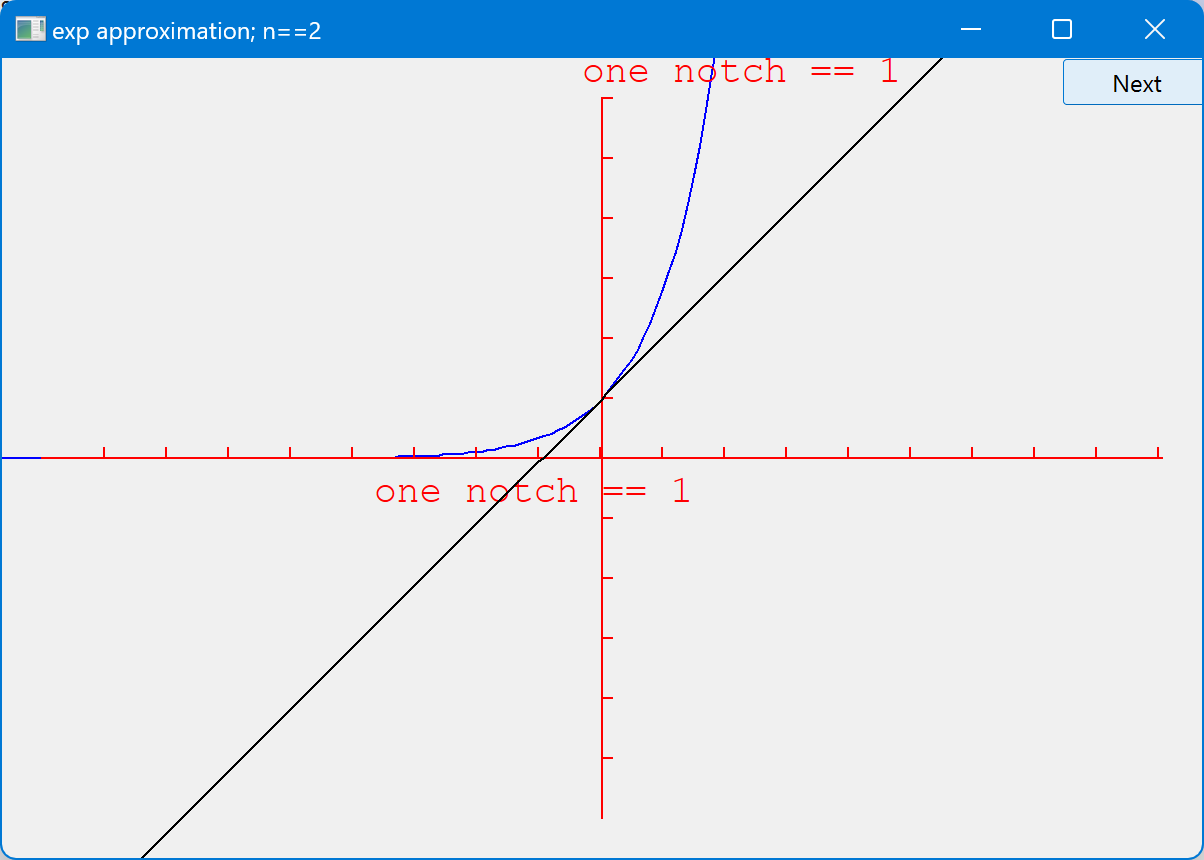 exp approximation; n==2
one notch == 1
Next
one notch == 1